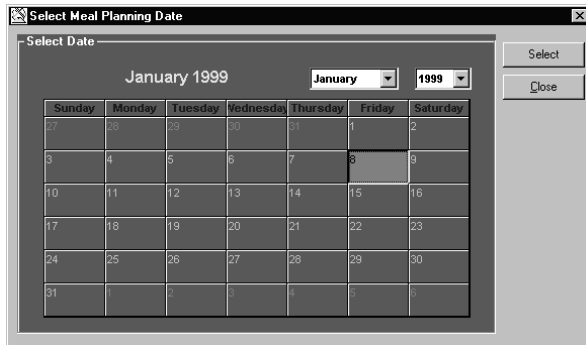 Select Meal Planning Date
Select Date
Select
January 1999
January
1999
Close
Sunday Monday Tuesday Wednesday Thursday Friday Saturday
27 28 29 30 31 1 2
3 4 5 6 7 8 9
10 11 12 13 14 15 16
17 18 19 20 21 22 23
24 25 26 27 28 29 30
31 1 2 3 4 5 6